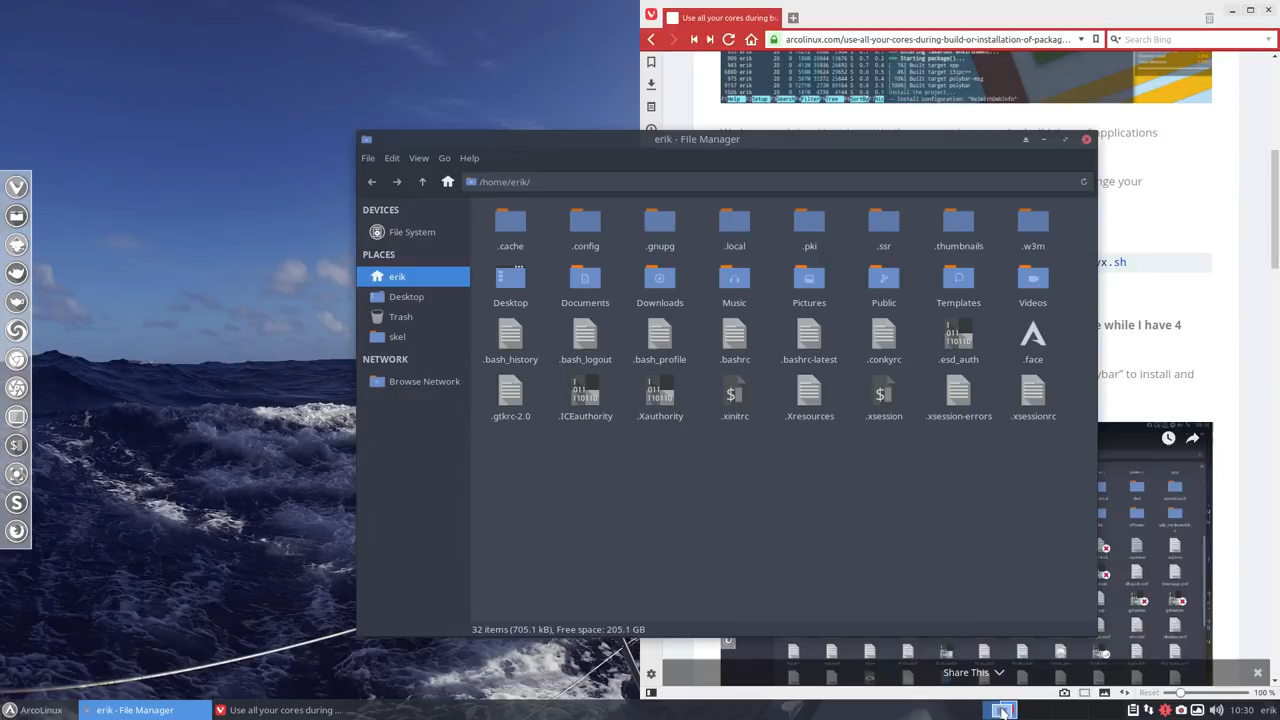 Use all your cores during bu
arcolinux.com/use-all-your-cores-during-build-or-installation-of-packag...
Search Bing
applications
erik - File Manager
File Edit View Go Help
/home/erik/
nge your
DEVICES
File System
PLACES
erik
Desktop
Trash
skel
NETWORK
Browse Network
.cache .config .gnupg .local .pki .ssr .thumbnails .w3m
Desktop Documents Downloads Music Pictures Public Templates Videos
.bash_history .bash_logout .bash_profile .bashrc .bashrc-latest .conkyrc .esd_auth .face
.gtkrc-2.0 .ICEauthority .Xauthority .xinitrc .Xresources .xsession .xsession-errors .xsessionrc
yx.sh
e while I have 4
ybar" to install and
32 items (705.1 kB), Free space: 205.1 GB
Share This
Reset 100 %
ArcoLinux
erik - File Manager
Use all your cores during ...
10:30 erik